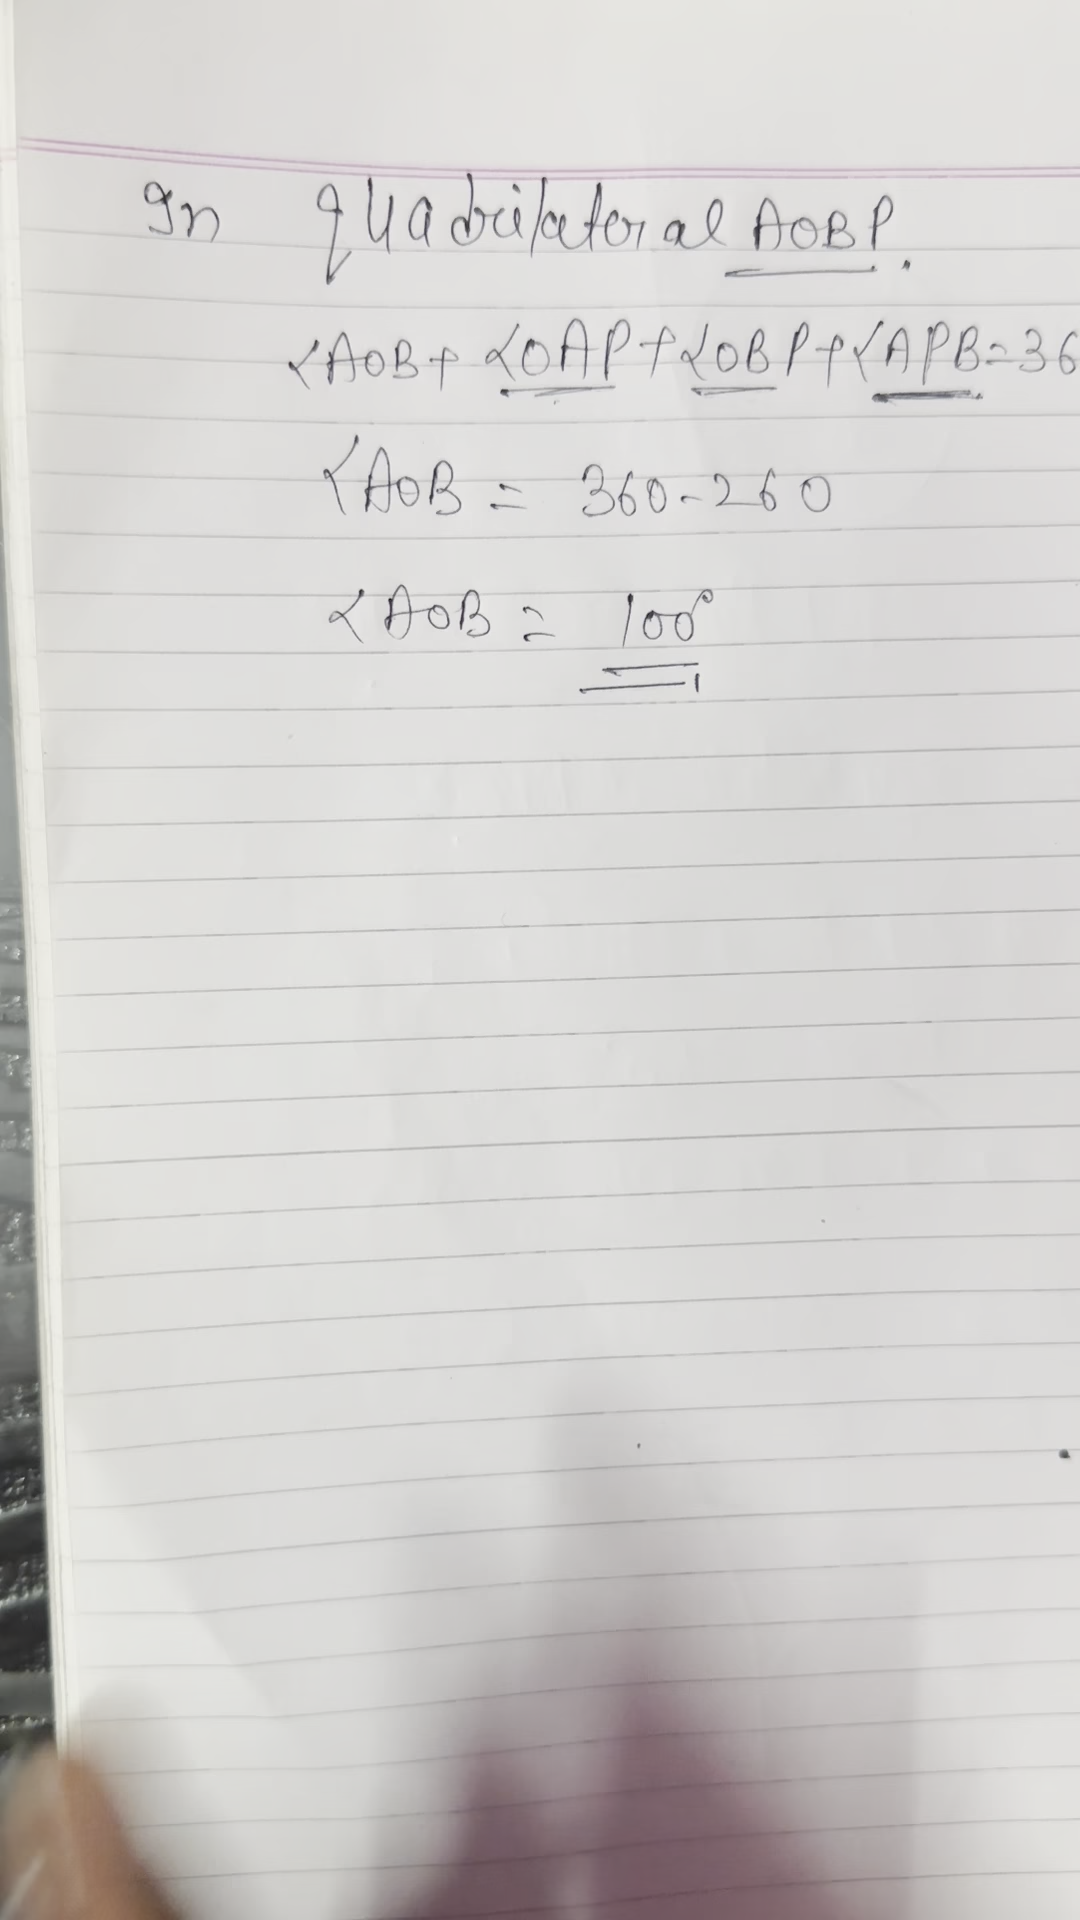 In quadrilateral AOBP.
∠AOB+ ∠OAP+∠OBP+∠APB=36
∠AOB = 360-260
∠AOB = 100°